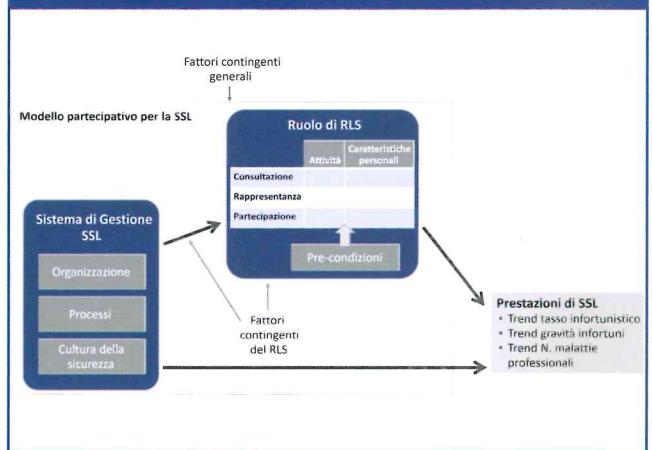 Fattori contingenti
generali
Modello partecipativo per la SSL
Ruolo di RLS
Attività
Caratteristiche
personali
Consultazione
Rappresentanza
Partecipazione
Pre-condizioni
Sistema di Gestione
SSL
Organizzazione
Processi
Cultura della
sicurezza
Fattori
contingenti
del RLS
Prestazioni di SSL
• Trend tasso infortunistico
• Trend gravità infortuni
• Trend N. malattie
professionali